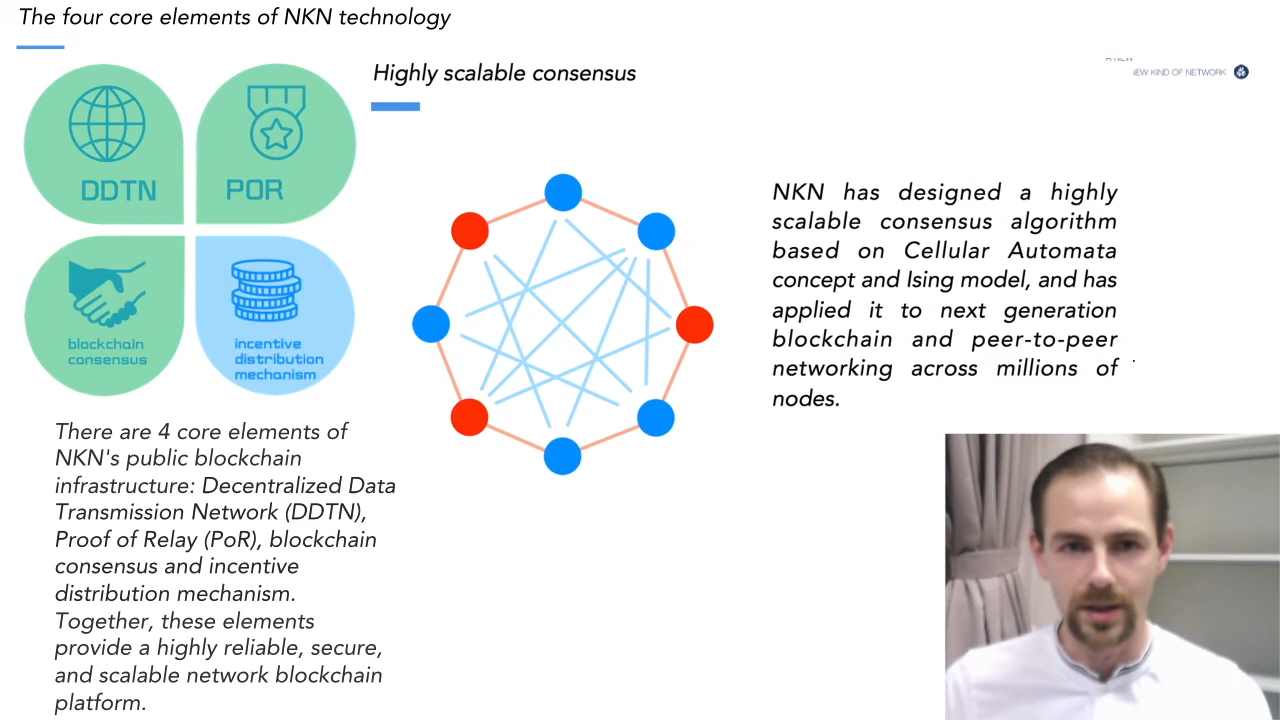 The four core elements of NKN technology
DDTN
POR
blockchain
consensus
incentive
distribution
mechanism
There are 4 core elements of
NKN's public blockchain
infrastructure: Decentralized Data
Transmission Network (DDTN),
Proof of Relay (PoR), blockchain
consensus and incentive
distribution mechanism.
Together, these elements
provide a highly reliable, secure,
and scalable network blockchain
platform.
Highly scalable consensus
NKN has designed a highly
scalable consensus algorithm
based on Cellular Automata
concept and Ising model, and has
applied it to next generation
blockchain and peer-to-peer
networking across millions of
nodes.
KIND OF NETWORK